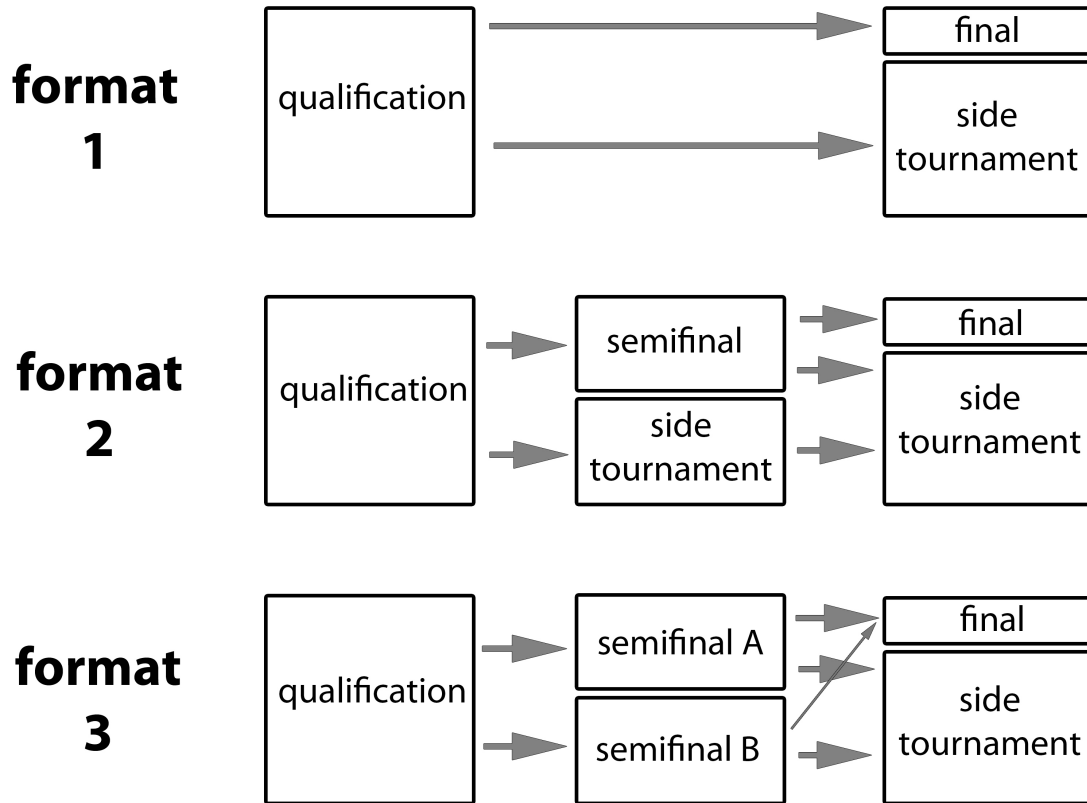 format
1
qualification
final
side
tournament
format
2
qualification
semifinal
side
tournament
final
side
tournament
format
3
qualification
semifinal A
semifinal B
final
side
tournament